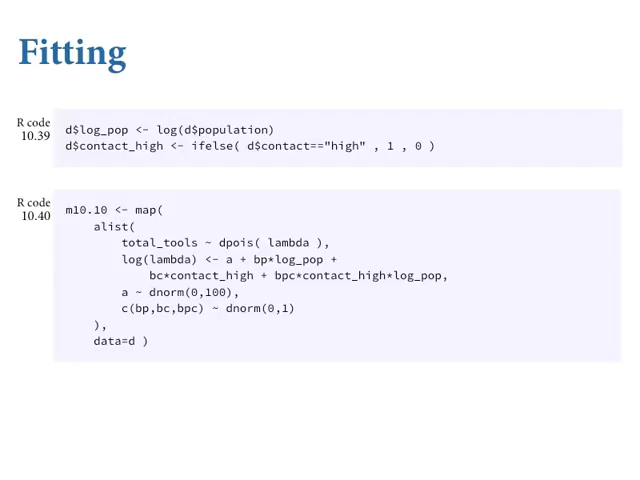 Fitting
R code
10.39
d$log_pop <- log(d$population)
d$contact_high <- ifelse( d$contact=="high" , 1 , 0 )
R code
10.40
m10.10 <- map(
    alist(
        total_tools ~ dpois( lambda ),
        log(lambda) <- a + bp*log_pop +
            bc*contact_high + bpc*contact_high*log_pop,
        a ~ dnorm(0,100),
        c(bp,bc,bpc) ~ dnorm(0,1)
    ),
    data=d )